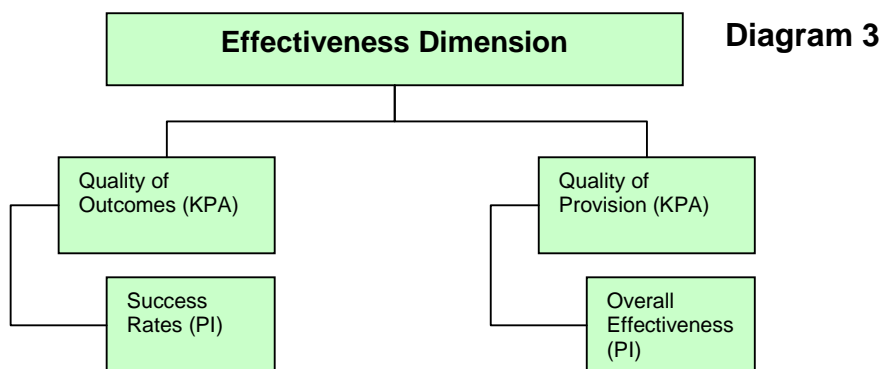 Effectiveness Dimension
Diagram 3
Quality of
Outcomes (KPA)
Quality of
Provision (KPA)
Success
Rates (PI)
Overall
Effectiveness
(PI)